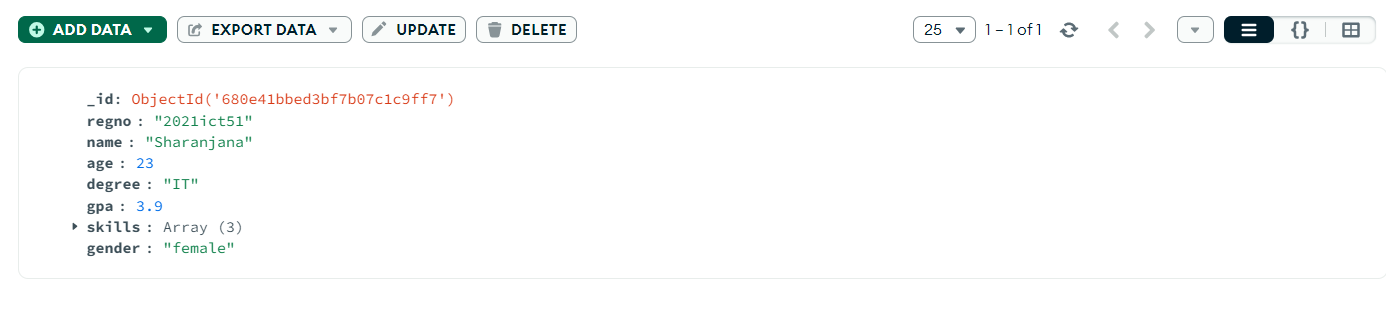 ADD DATA EXPORT DATA UPDATE DELETE 25 1 – 1 of 1 {}
_id: ObjectId('680e41bbed3bf7b07c1c9ff7')
regno : "2021ict51"
name : "Sharanjana"
age : 23
degree : "IT"
gpa : 3.9
skills : Array (3)
gender : "female"